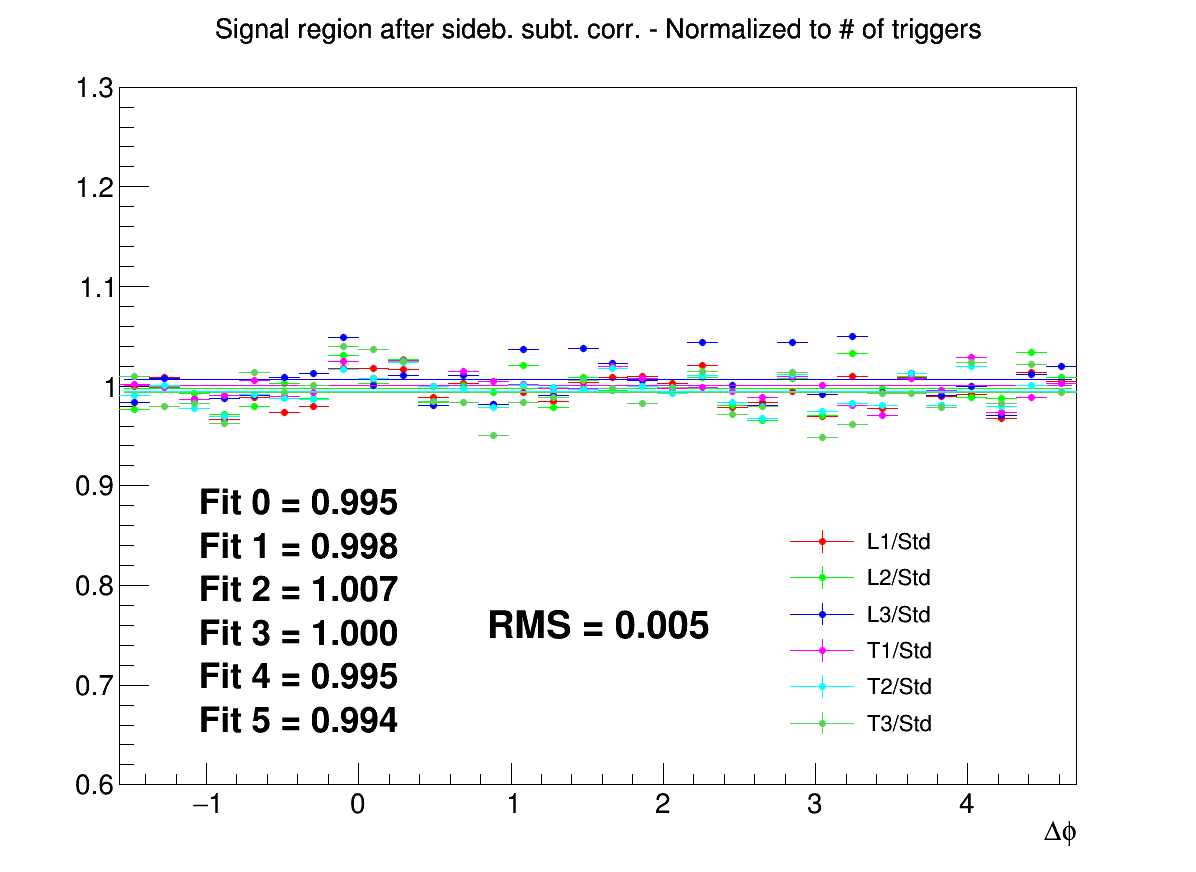 Signal region after sideb. subt. corr. - Normalized to # of triggers
1.3
1.2
1.1
1
0.9
0.8
0.7
0.6
Fit 0 = 0.995
Fit 1 = 0.998
Fit 2 = 1.007
Fit 3 = 1.000
Fit 4 = 0.995
Fit 5 = 0.994
RMS = 0.005
L1/Std
L2/Std
L3/Std
T1/Std
T2/Std
T3/Std
−1 0 1 2 3 4
Δϕ